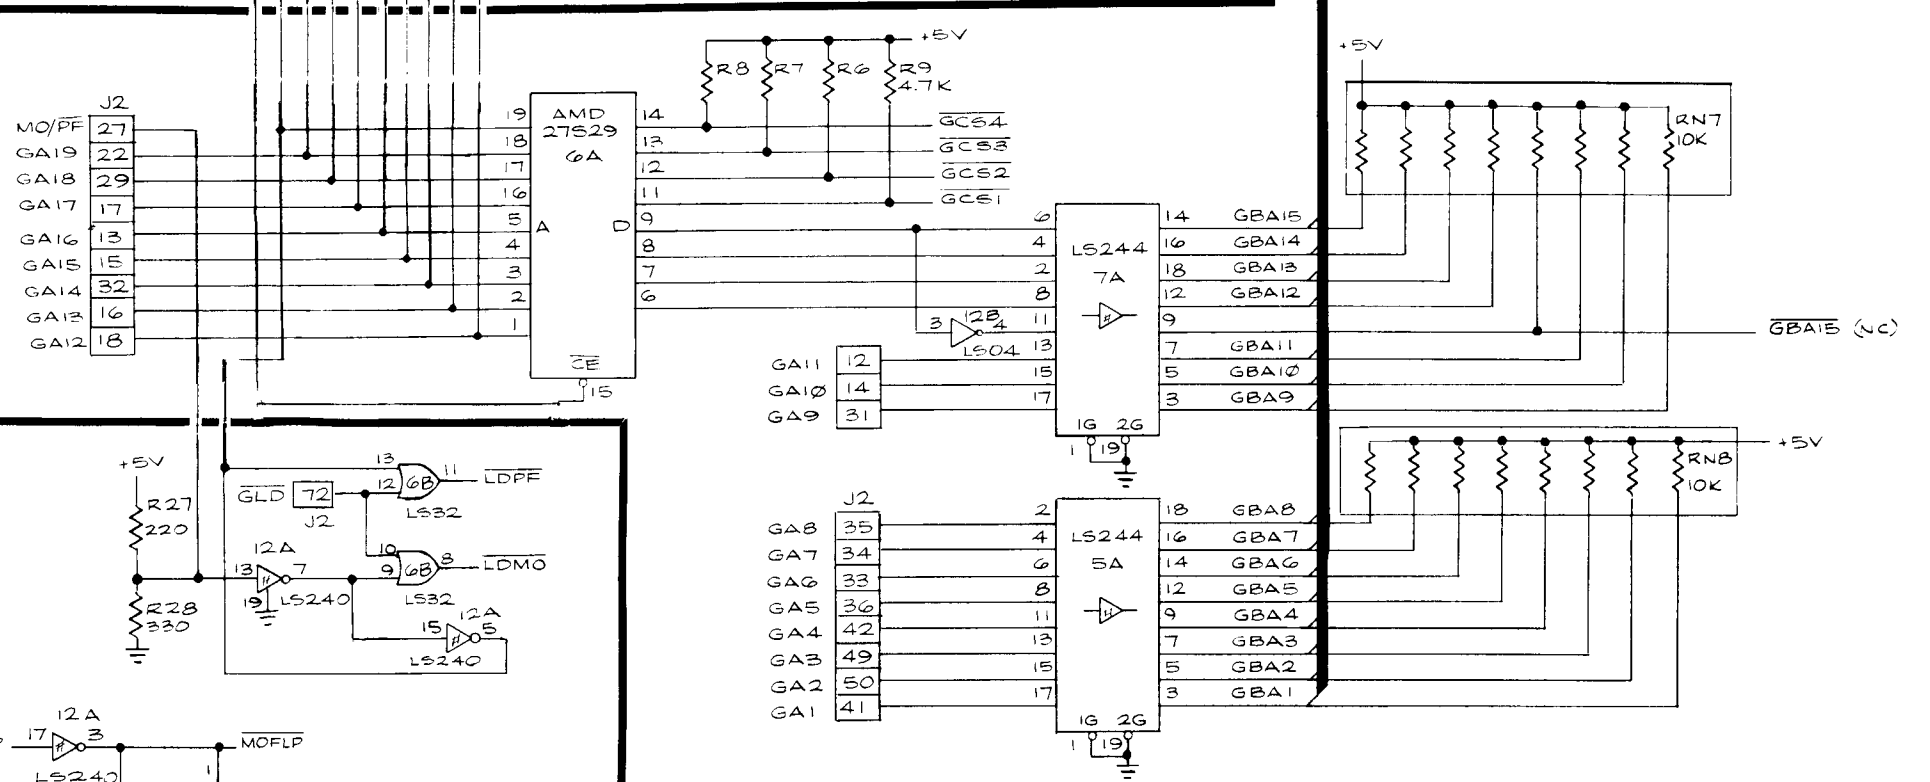 J2
MO/PF 27
GA19 22
GA18 29
GA17 17
GA16 13
GA15 15
GA14 32
GA13 16
GA12 18
19 AMD 14
18 27S29 13
17 6A 12
16 11
5 A D 9
4 8
3 7
2 6
1
CE
15
+5V
R8 R7 R6 R9
4.7K
GCS4
GCS3
GCS2
GCS1
3 12B 4
LS04
GA11 12
GA10 14
GA9 31
6 14 GBA15
4 LS244 16 GBA14
2 7A 18 GBA13
8 12 GBA12
11 # 9
13 7 GBA11
15 5 GBA1Ø
17 3 GBA9
1G 2G
1 19
+5V
RN7
10K
GBA15 (NC)
+5V
RN8
10K
J2
GA8 35
GA7 34
GA6 33
GA5 36
GA4 42
GA3 49
GA2 50
GA1 41
2 18 GBA8
4 LS244 16 GBA7
6 5A 14 GBA6
8 12 GBA5
11 9 GBA4
13 7 GBA3
15 5 GBA2
17 3 GBA1
1G 2G
1 19
+5V
R27
220
R28
330
GLD 72
J2
13
12 6B 11 LDPF
LS32
10
9 6B 8 LDMO
LS32
12A
13 # 7
19 LS240
12A
15 # 5
LS240
12A
17 # 3 MOFLP
LS240
1